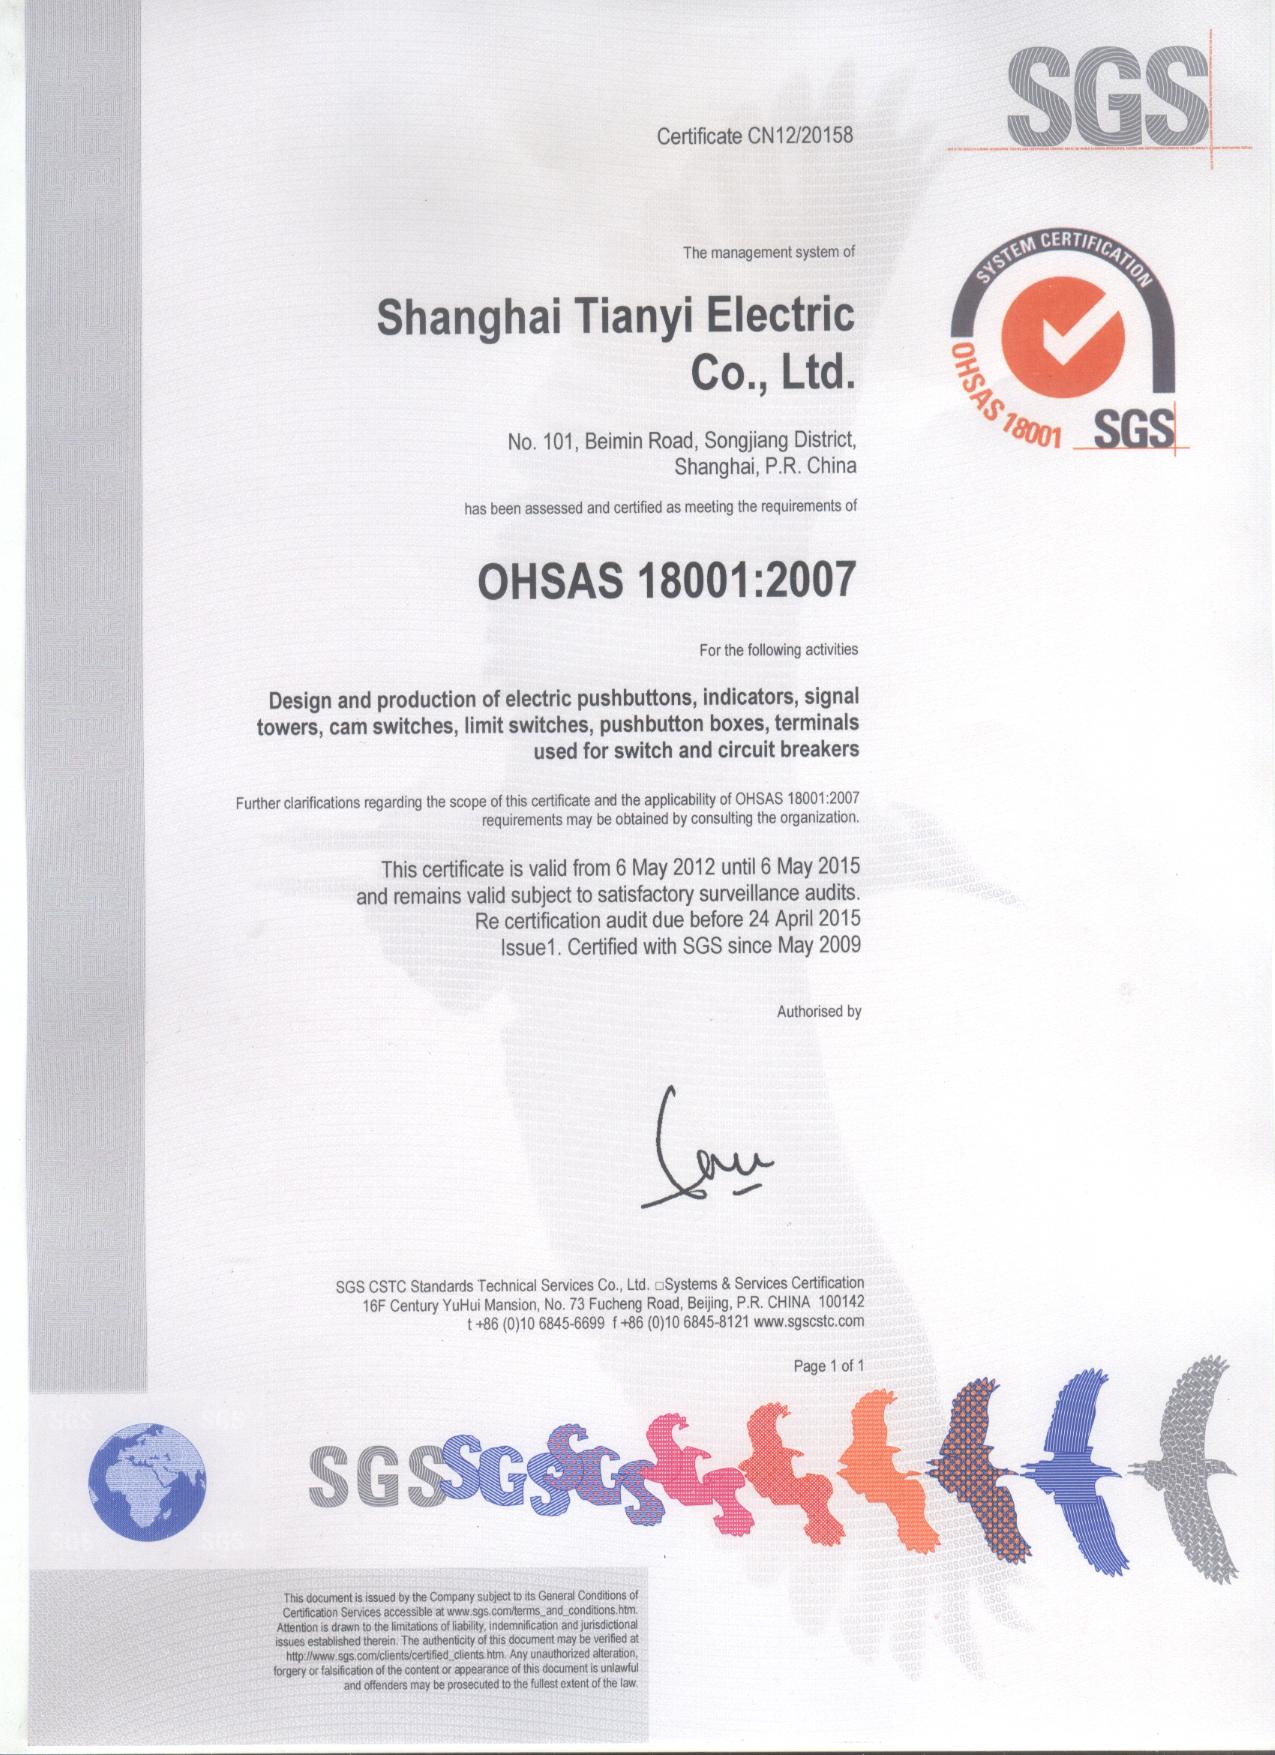 SGS
Certificate CN12/20158
The management system of
SYSTEM CERTIFICATION
OHSAS 18001
SGS
Shanghai Tianyi Electric
Co., Ltd.
No. 101, Beimin Road, Songjiang District,
Shanghai, P.R. China
has been assessed and certified as meeting the requirements of
OHSAS 18001:2007
For the following activities
Design and production of electric pushbuttons, indicators, signal
towers, cam switches, limit switches, pushbutton boxes, terminals
used for switch and circuit breakers
Further clarifications regarding the scope of this certificate and the applicability of OHSAS 18001:2007
requirements may be obtained by consulting the organization.
This certificate is valid from 6 May 2012 until 6 May 2015
and remains valid subject to satisfactory surveillance audits.
Re certification audit due before 24 April 2015
Issue1. Certified with SGS since May 2009
Authorised by
SGS CSTC Standards Technical Services Co., Ltd. □Systems & Services Certification
16F Century YuHui Mansion, No. 73 Fucheng Road, Beijing, P.R. CHINA 100142
t +86 (0)10 6845-6699 f +86 (0)10 6845-8121 www.sgscstc.com
Page 1 of 1
SGS SGS SGS
This document is issued by the Company subject to its General Conditions of
Certification Services accessible at www.sgs.com/terms_and_conditions.htm.
Attention is drawn to the limitations of liability, indemnification and jurisdictional
issues established therein. The authenticity of this document may be verified at
http://www.sgs.com/clients/certified_clients.htm. Any unauthorized alteration,
forgery or falsification of the content or appearance of this document is unlawful
and offenders may be prosecuted to the fullest extent of the law.